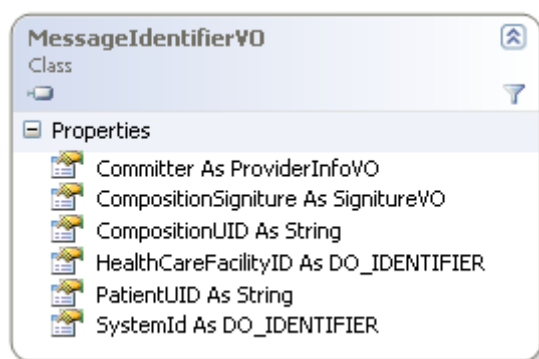 MessageIdentifierVO
Class
Properties
Committer As ProviderInfoVO
CompositionSigniture As SignitureVO
CompositionUID As String
HealthCareFacilityID As DO_IDENTIFIER
PatientUID As String
SystemId As DO_IDENTIFIER